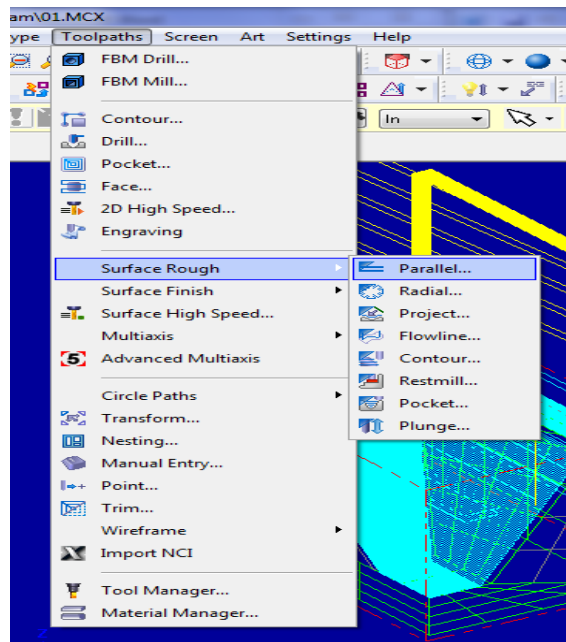 am\01.MCX
ype Toolpaths Screen Art Settings Help
FBM Drill...
FBM Mill...
In
Contour...
Drill...
Pocket...
Face...
2D High Speed...
Engraving
Surface Rough
Surface Finish
Surface High Speed...
Multiaxis
5 Advanced Multiaxis
Circle Paths
Transform...
Nesting...
Manual Entry...
Point...
Trim...
Wireframe
Import NCI
Tool Manager...
Material Manager...
Parallel...
Radial...
Project...
Flowline...
Contour...
Restmill...
Pocket...
Plunge...